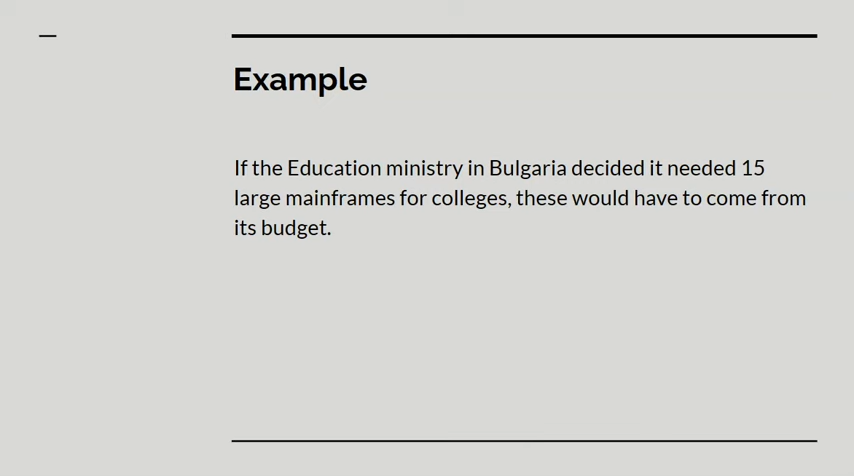 Example
If the Education ministry in Bulgaria decided it needed 15
large mainframes for colleges, these would have to come from
its budget.